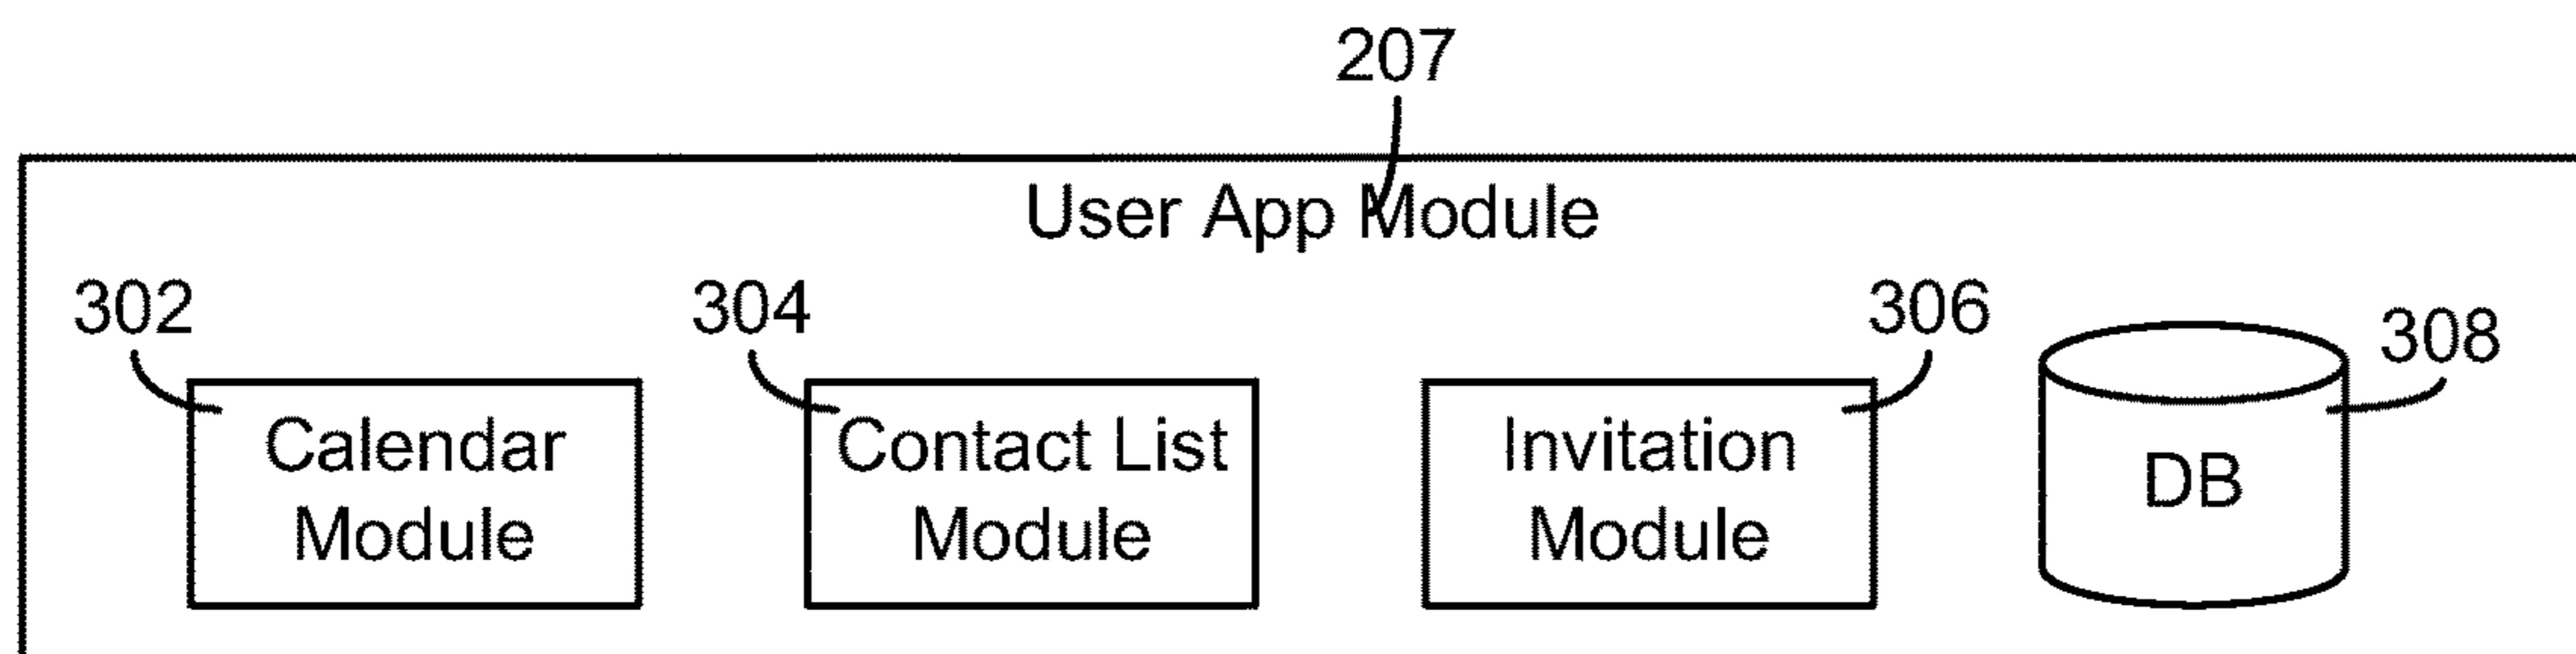 207
User App Module
302
304
306
308
Calendar
Module
Contact List
Module
Invitation
Module
DB